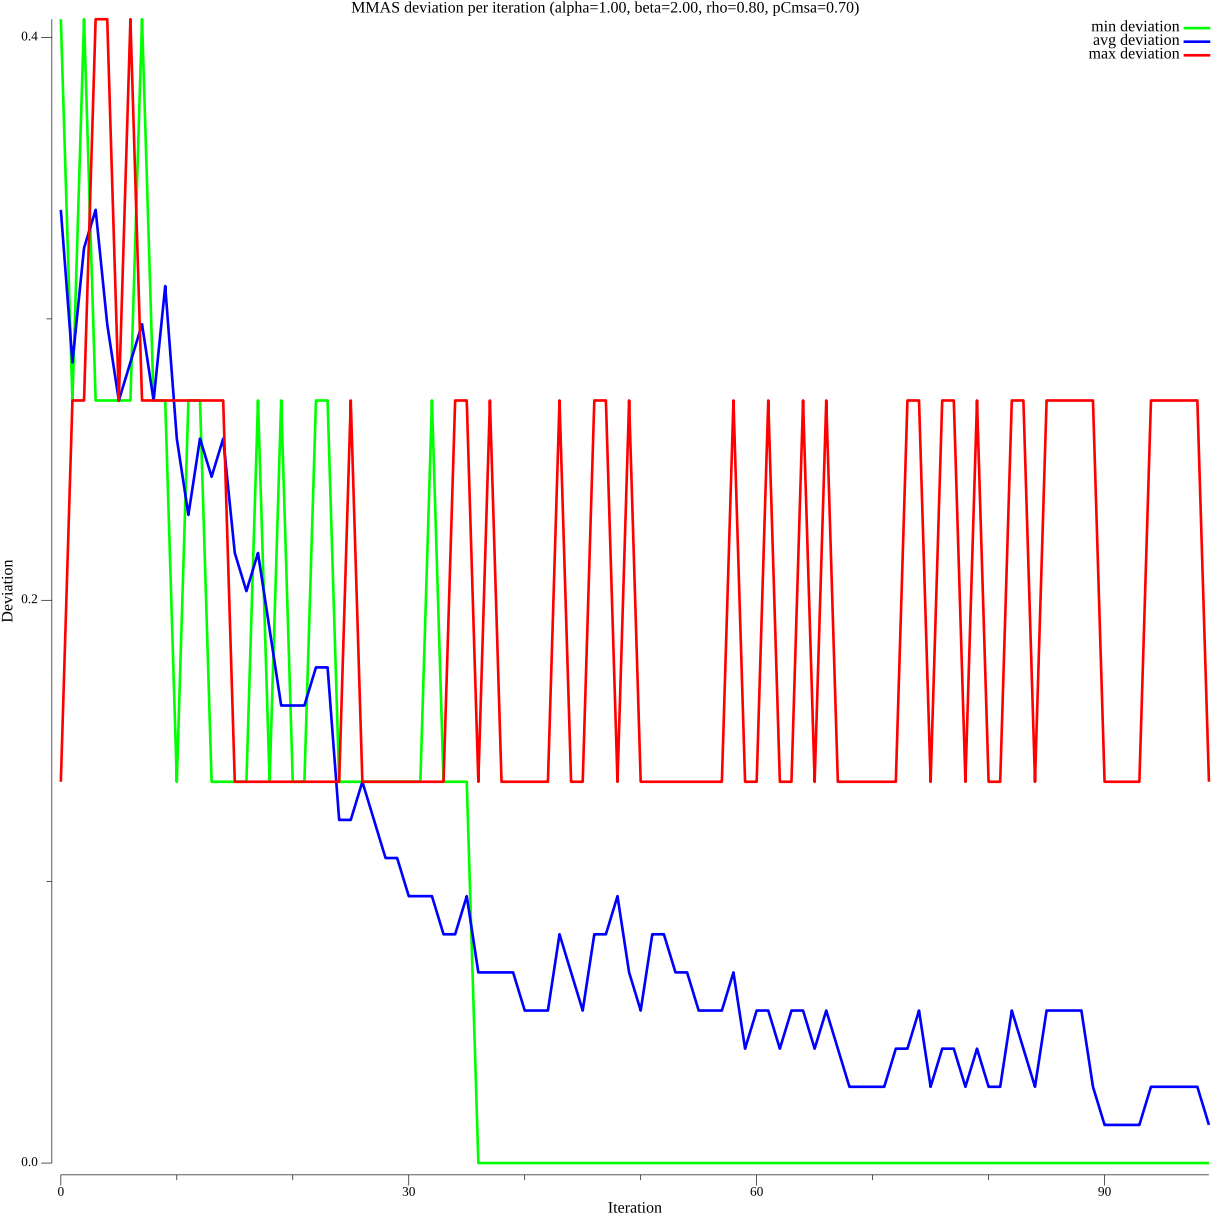 MMAS deviation per iteration (alpha=1.00, beta=2.00, rho=0.80, pCmsa=0.70)
min deviation
avg deviation
max deviation
0.4
0.2
0.0
Deviation
0 30 60 90
Iteration